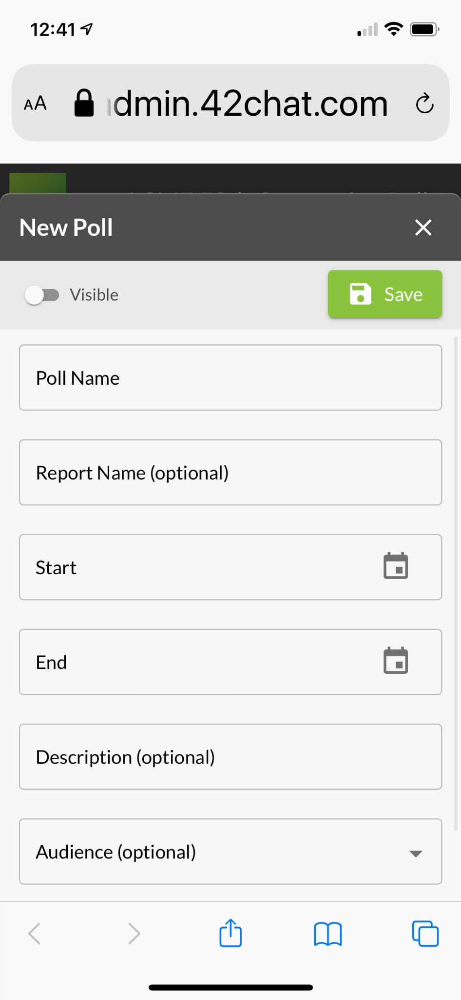 12:41
AA dmin.42chat.com
New Poll
Visible
Save
Poll Name
Report Name (optional)
Start
End
Description (optional)
Audience (optional)